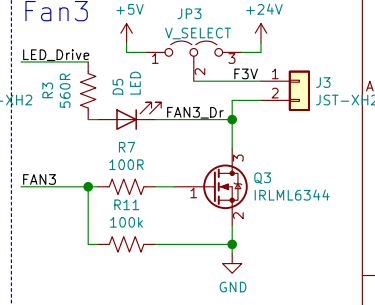 Fan3
+5V
JP3
+24V
V_SELECT
1
3
2
LED_Drive
F3V
1
2
J3
JST-XH2
-XH2
R3
560R
D5
LED
FAN3_Dr
A
R7
100R
3
Q3
IRLML6344
FAN3
1
2
R11
100k
GND